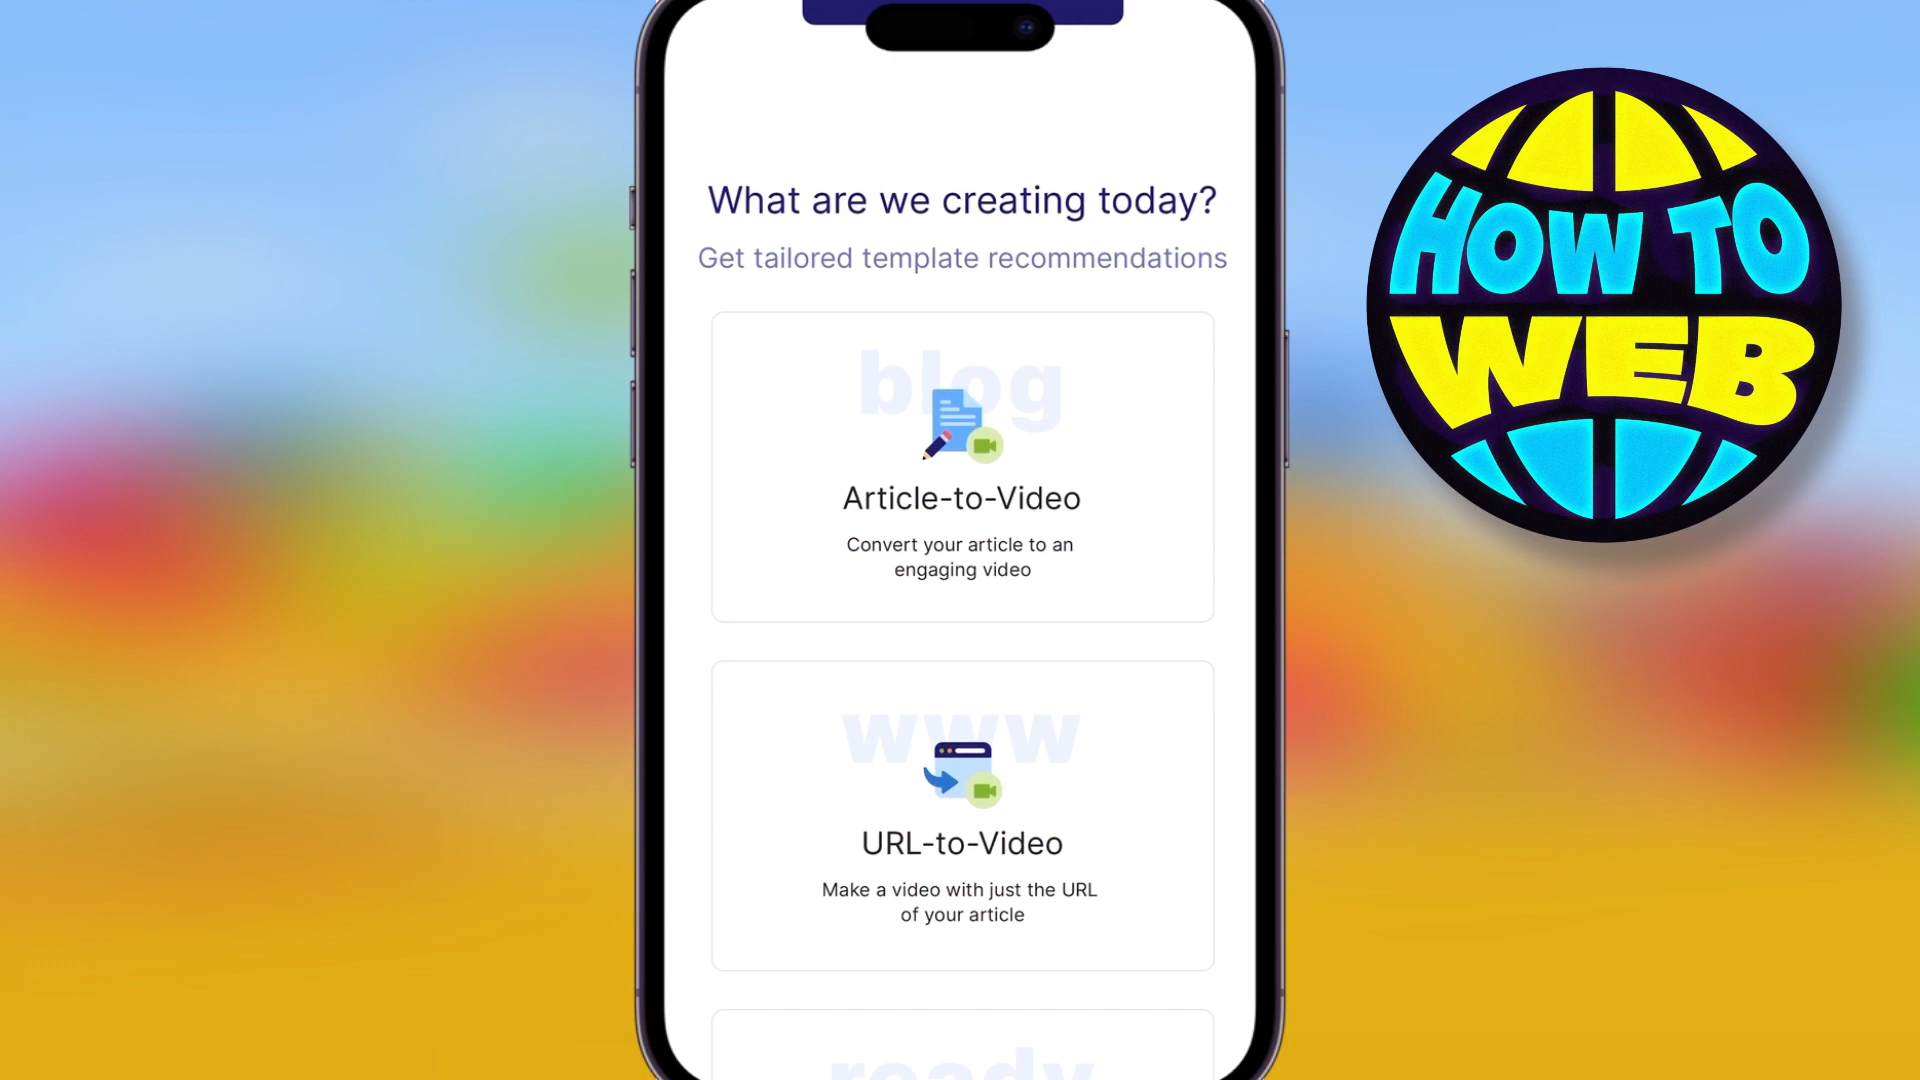 What are we creating today?
Get tailored template recommendations
blog
Article-to-Video
Convert your article to an
engaging video
www
URL-to-Video
Make a video with just the URL
of your article
ready
HOW TO
WEB